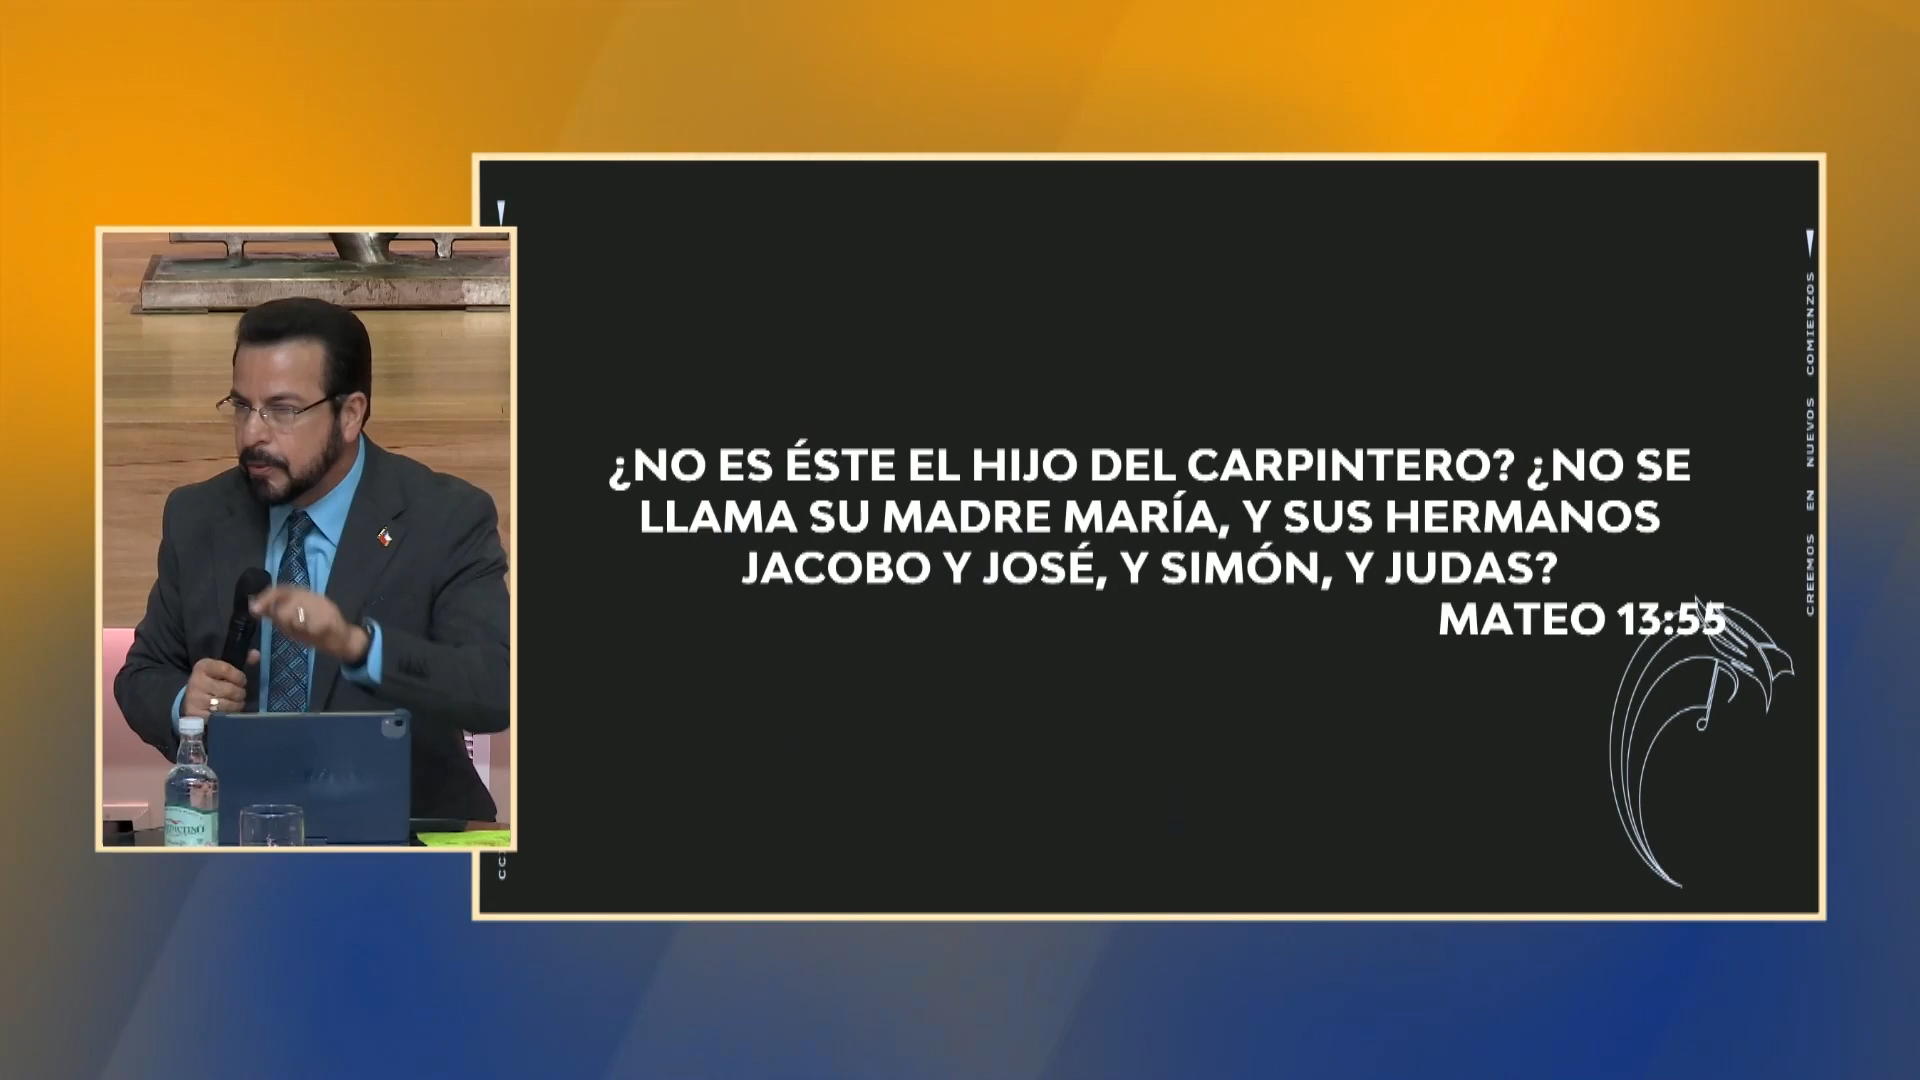 ¿NO ES ÉSTE EL HIJO DEL CARPINTERO? ¿NO SE
LLAMA SU MADRE MARÍA, Y SUS HERMANOS
JACOBO Y JOSÉ, Y SIMÓN, Y JUDAS?
MATEO 13:55
CREEMOS EN NUEVOS COMIENZOS